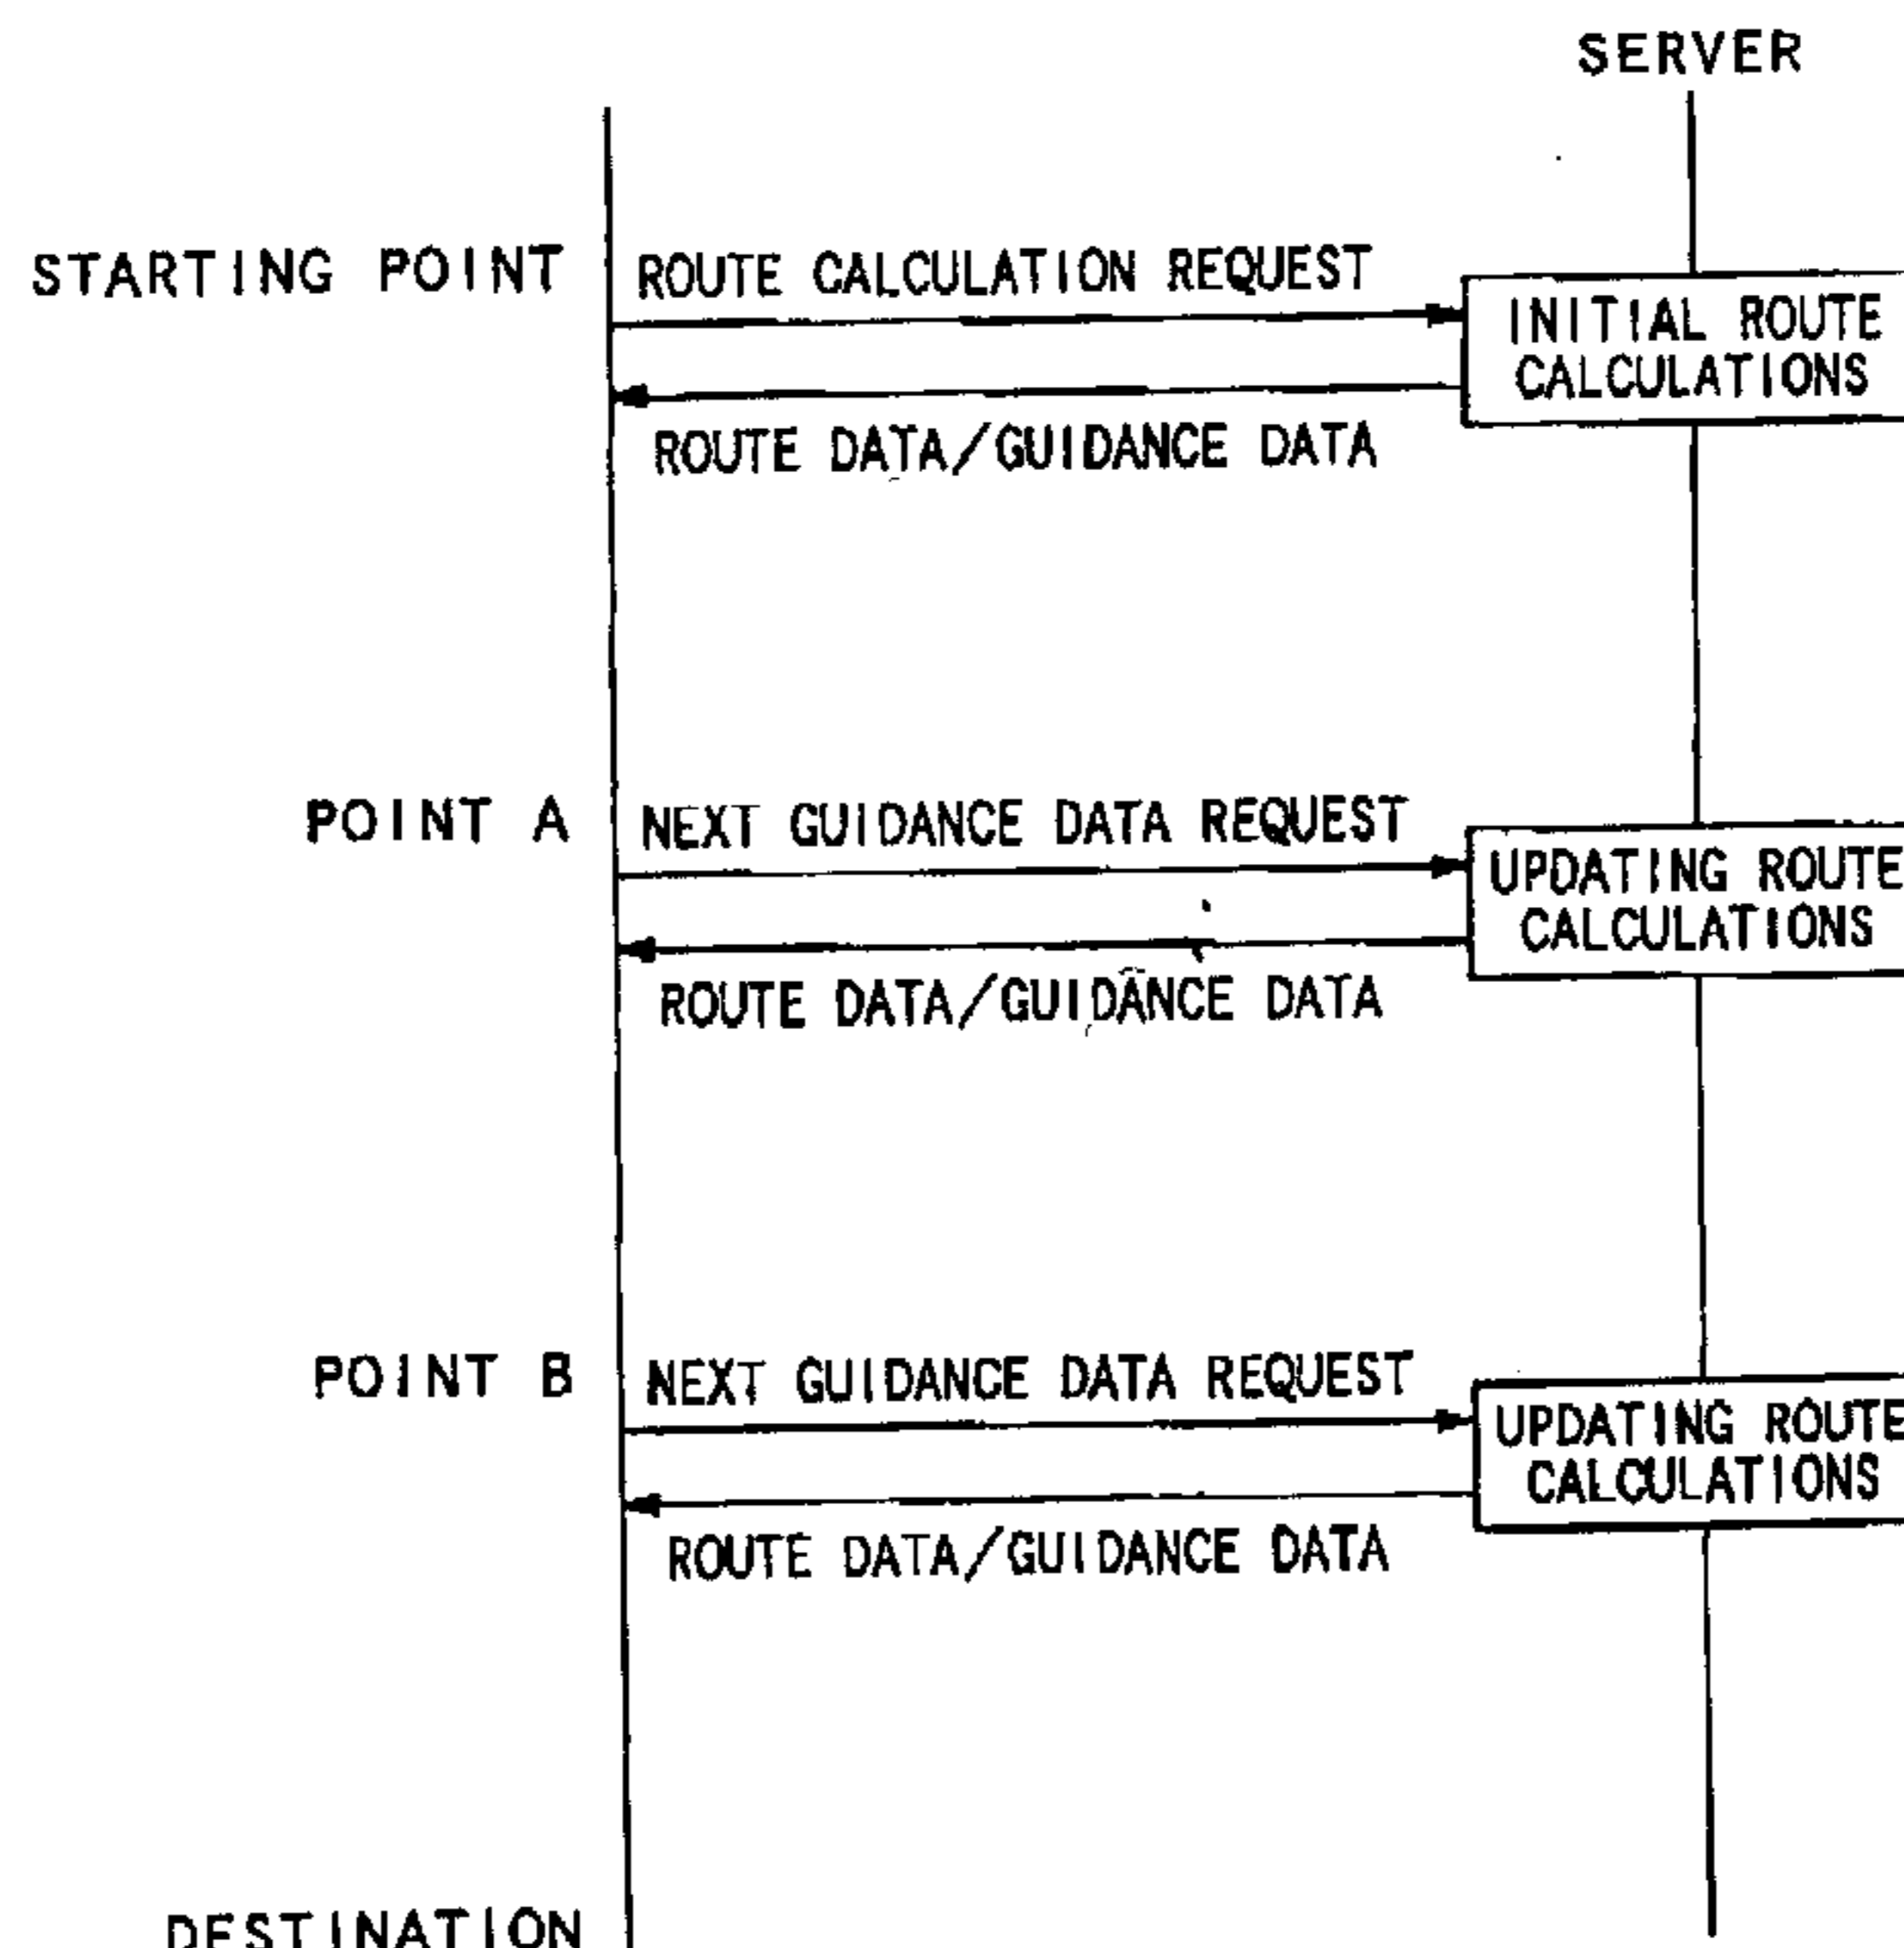 SERVER
STARTING POINT
ROUTE CALCULATION REQUEST
INITIAL ROUTE
CALCULATIONS
ROUTE DATA/GUIDANCE DATA
POINT A
NEXT GUIDANCE DATA REQUEST
UPDATING ROUTE
CALCULATIONS
ROUTE DATA/GUIDANCE DATA
POINT B
NEXT GUIDANCE DATA REQUEST
UPDATING ROUTE
CALCULATIONS
ROUTE DATA/GUIDANCE DATA
DESTINATION